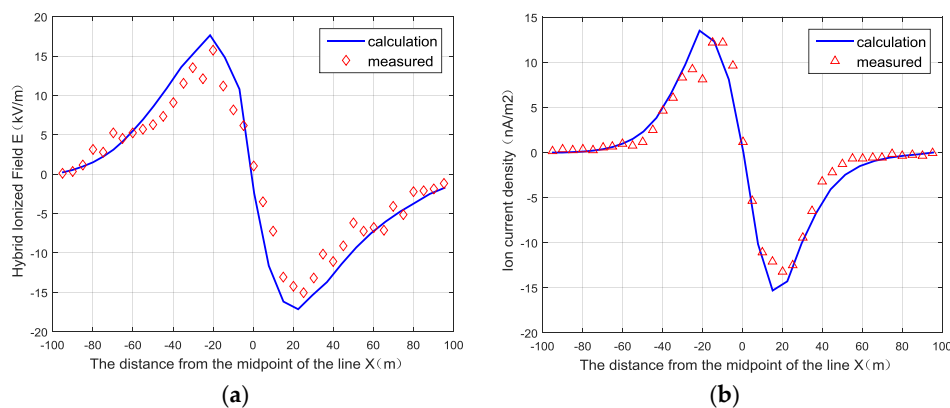 20
15
10
5
0
-5
-10
-15
-20
Hybrid Ionized Field E（kV/m）
calculation
measured
-100 -80 -60 -40 -20 0 20 40 60 80 100
The distance from the midpoint of the line X（m）
(a)
15
10
5
0
-5
-10
-15
-20
Ion current density（nA/m2）
calculation
measured
-100 -80 -60 -40 -20 0 20 40 60 80 100
The distance from the midpoint of the line X（m）
(b)